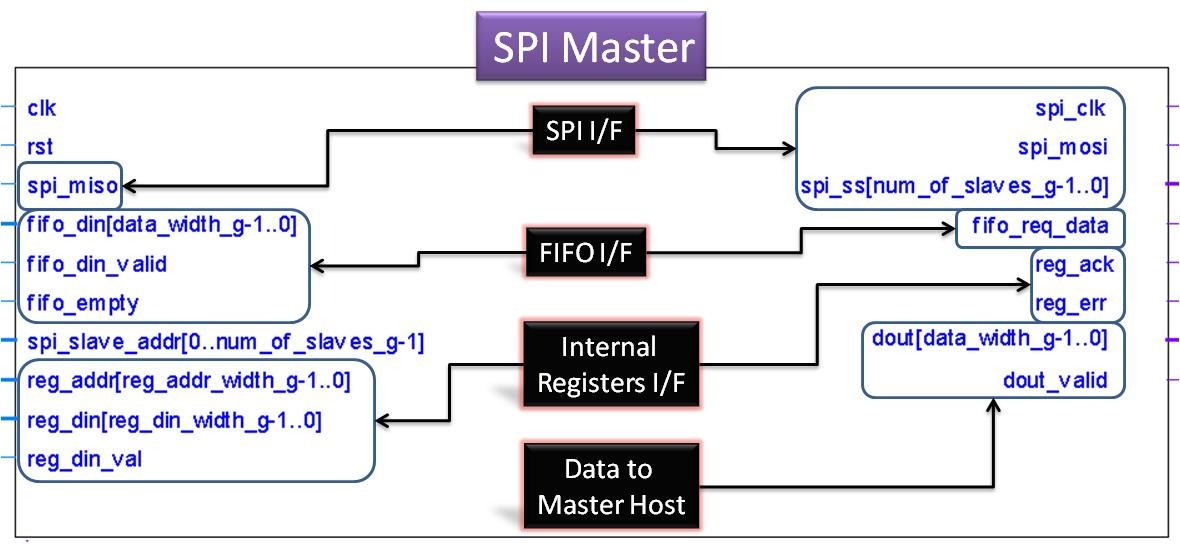 SPI Master
clk
rst
spi_miso
fifo_din[data_width_g-1..0]
fifo_din_valid
fifo_empty
spi_slave_addr[0..num_of_slaves_g-1]
reg_addr[reg_addr_width_g-1..0]
reg_din[reg_din_width_g-1..0]
reg_din_val
SPI I/F
FIFO I/F
Internal
Registers I/F
Data to
Master Host
spi_clk
spi_mosi
spi_ss[num_of_slaves_g-1..0]
fifo_req_data
reg_ack
reg_err
dout[data_width_g-1..0]
dout_valid